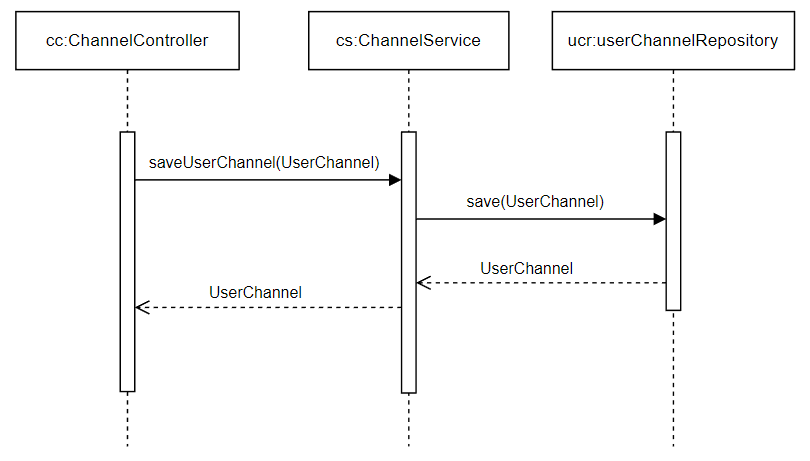 cc:ChannelController
cs:ChannelService
ucr:userChannelRepository
saveUserChannel(UserChannel)
save(UserChannel)
UserChannel
UserChannel